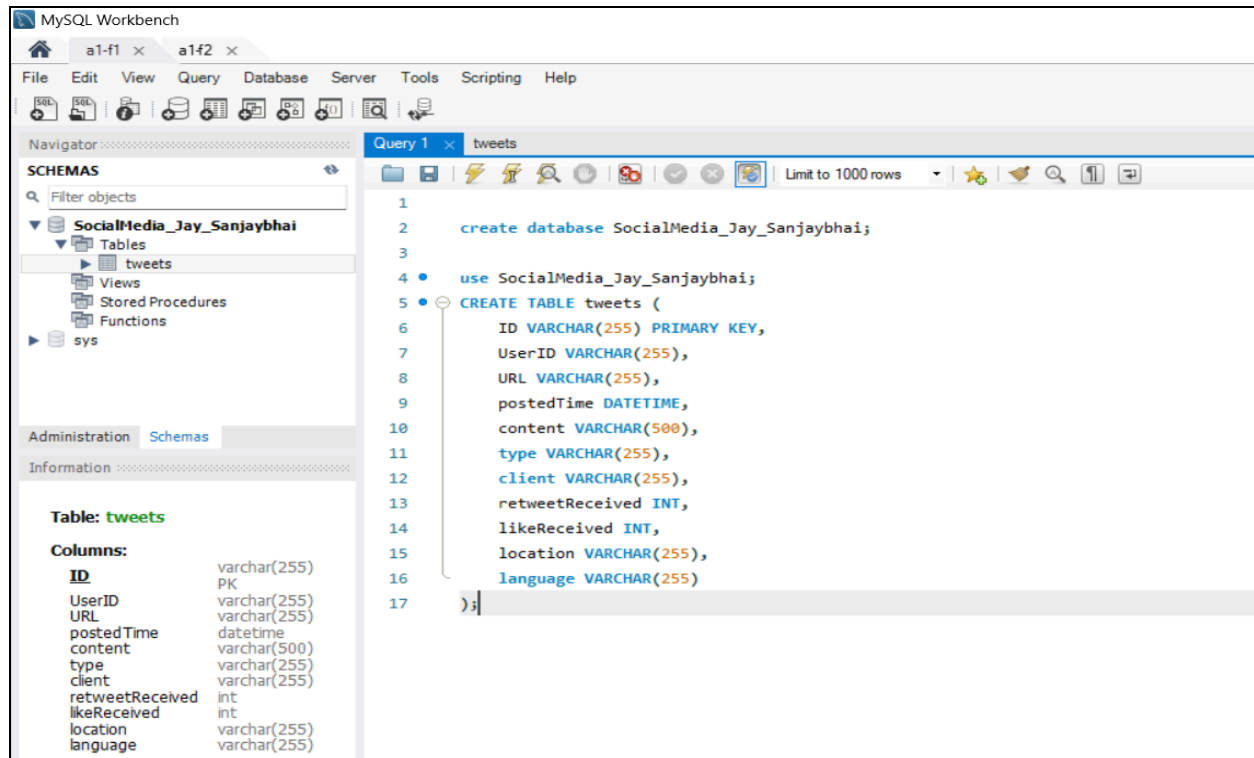 MySQL Workbench
a1-f1 × a1-f2 ×
File Edit View Query Database Server Tools Scripting Help
Navigator
SCHEMAS
Filter objects
SocialMedia_Jay_Sanjaybhai
Tables
tweets
Views
Stored Procedures
Functions
sys
Administration Schemas
Information
Table: tweets
Columns:
ID varchar(255)
PK
UserID varchar(255)
URL varchar(255)
postedTime datetime
content varchar(500)
type varchar(255)
client varchar(255)
retweetReceived int
likeReceived int
location varchar(255)
language varchar(255)
Query 1 × tweets
Limit to 1000 rows
1
2 create database SocialMedia_Jay_Sanjaybhai;
3
4 use SocialMedia_Jay_Sanjaybhai;
5 CREATE TABLE tweets (
6 ID VARCHAR(255) PRIMARY KEY,
7 UserID VARCHAR(255),
8 URL VARCHAR(255),
9 postedTime DATETIME,
10 content VARCHAR(500),
11 type VARCHAR(255),
12 client VARCHAR(255),
13 retweetReceived INT,
14 likeReceived INT,
15 location VARCHAR(255),
16 language VARCHAR(255)
17 );